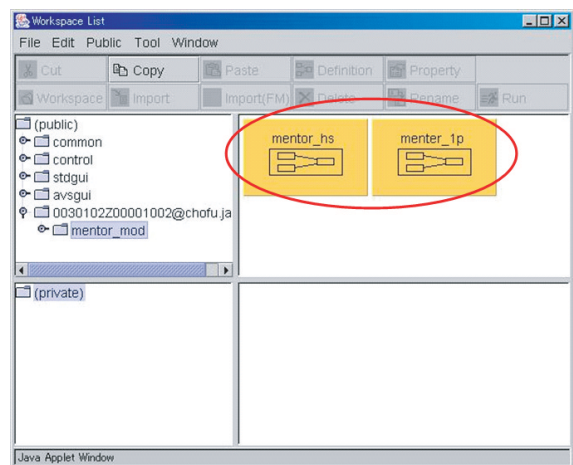 Workspace List
File Edit Public Tool Window
Cut Copy Paste Definition Property
Workspace Import Import(FM) Delete Rename Run
(public)
common
control
stdgui
avsgui
0030102Z00001002@chofu.ja
mentor_mod
mentor_hs menter_1p
(private)
Java Applet Window